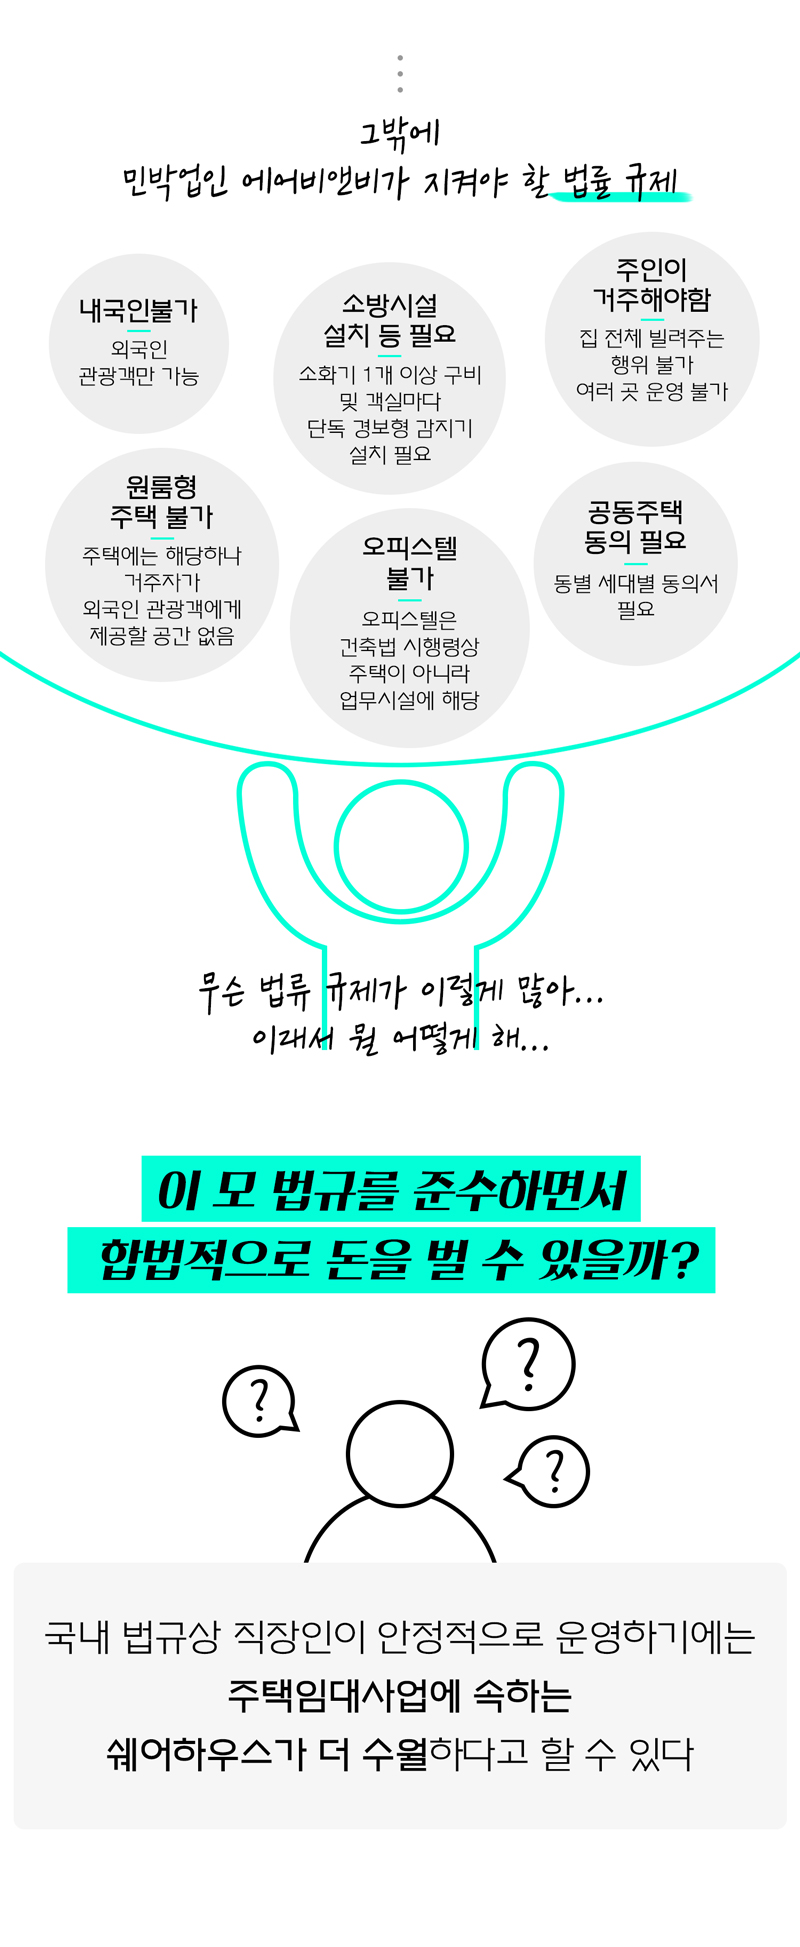 그밖에
민박업인 에어비앤비가 지켜야 할 법률 규제
내국인불가
외국인
관광객만 가능
소방시설
설치 등 필요
소화기 1개 이상 구비
및 객실마다
단독 경보형 감지기
설치 필요
주인이
거주해야함
집 전체 빌려주는
행위 불가
여러 곳 운영 불가
원룸형
주택 불가
주택에는 해당하나
거주자가
외국인 관광객에게
제공할 공간 없음
오피스텔
불가
오피스텔은
건축법 시행령상
주택이 아니라
업무시설에 해당
공동주택
동의 필요
동별 세대별 동의서
필요
무슨 법류 규제가 이렇게 많아...
이래서 뭘 어떻게 해...
이 모 법규를 준수하면서
합법적으로 돈을 벌 수 있을까?
?
?
?
국내 법규상 직장인이 안정적으로 운영하기에는
주택임대사업에 속하는
쉐어하우스가 더 수월하다고 할 수 있다